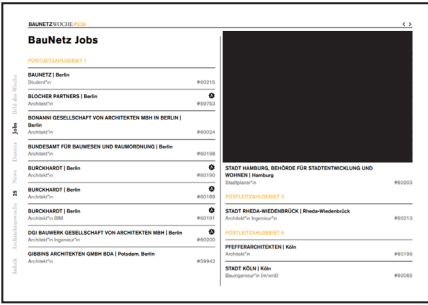 BAUNETZWOCHE#626
BauNetz Jobs
POSTLEITZAHLGEBIET 1
BAUNETZ | Berlin
Student*in #60215
BLOCHER PARTNERS | Berlin
Architekt*in #59763
BONANNI GESELLSCHAFT VON ARCHITEKTEN MBH IN BERLIN |
Berlin
Architekt*in #60024
BUNDESAMT FÜR BAUWESEN UND RAUMORDNUNG | Berlin
Architekt*in #60199
BURCKHARDT | Berlin
Architekt*in #60190
BURCKHARDT | Berlin
Architekt*in #60189
BURCKHARDT | Berlin
Architekt*in BIM #60191
DGI BAUWERK GESELLSCHAFT VON ARCHITEKTEN MBH | Berlin
Architekt*in Ingenieur*in #60200
GIBBINS ARCHITEKTEN GMBH BDA | Potsdam. Berlin
Architekt*in #59942
STADT HAMBURG, BEHÖRDE FÜR STADTENTWICKLUNG UND
WOHNEN | Hamburg
Stadtplaner*in #60203
POSTLEITZAHLGEBIET 3
STADT RHEDA-WIEDENBRÜCK | Rheda-Wiedenbrück
Architekt*in Ingenieur*in #60213
POSTLEITZAHLGEBIET 5
PFEFFERARCHITEKTEN | Köln
Architekt*in #60196
STADT KÖLN | Köln
Bauingenieur*in (m/w/d) #60065
Inhalt
Architekturwoche
28
News
Dossier
Jobs
Bild der Woche